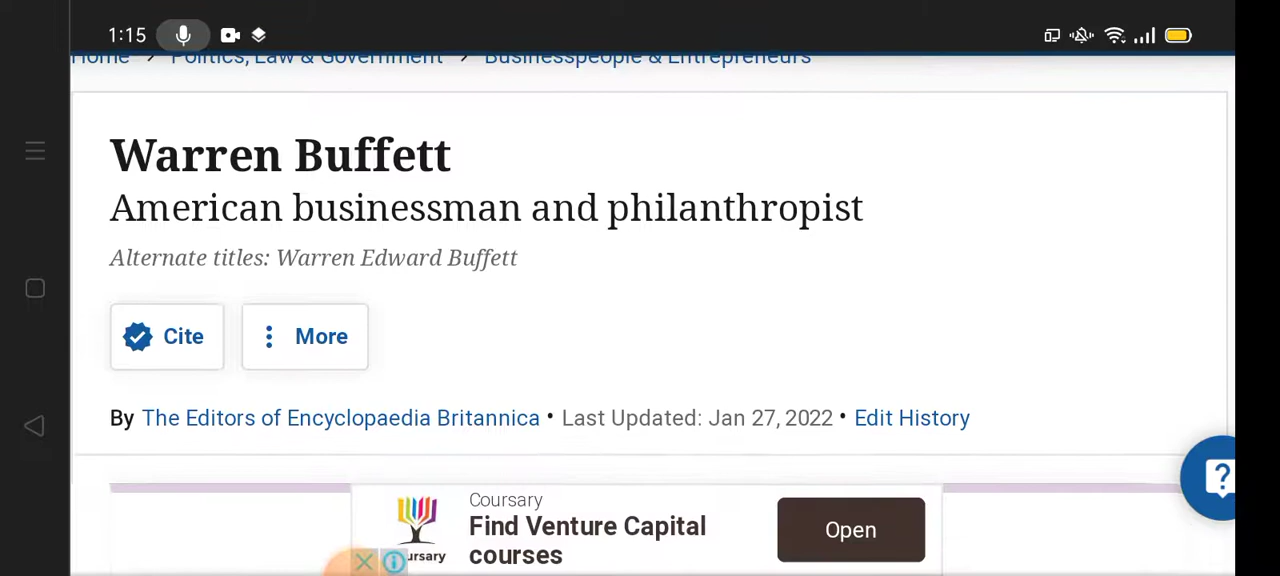 1:15
Home > Politics, Law & Government > Businesspeople & Entrepreneurs
Warren Buffett
American businessman and philanthropist
Alternate titles: Warren Edward Buffett
Cite
More
By The Editors of Encyclopaedia Britannica • Last Updated: Jan 27, 2022 • Edit History
Coursary
Find Venture Capital
courses
Open
ursary
?